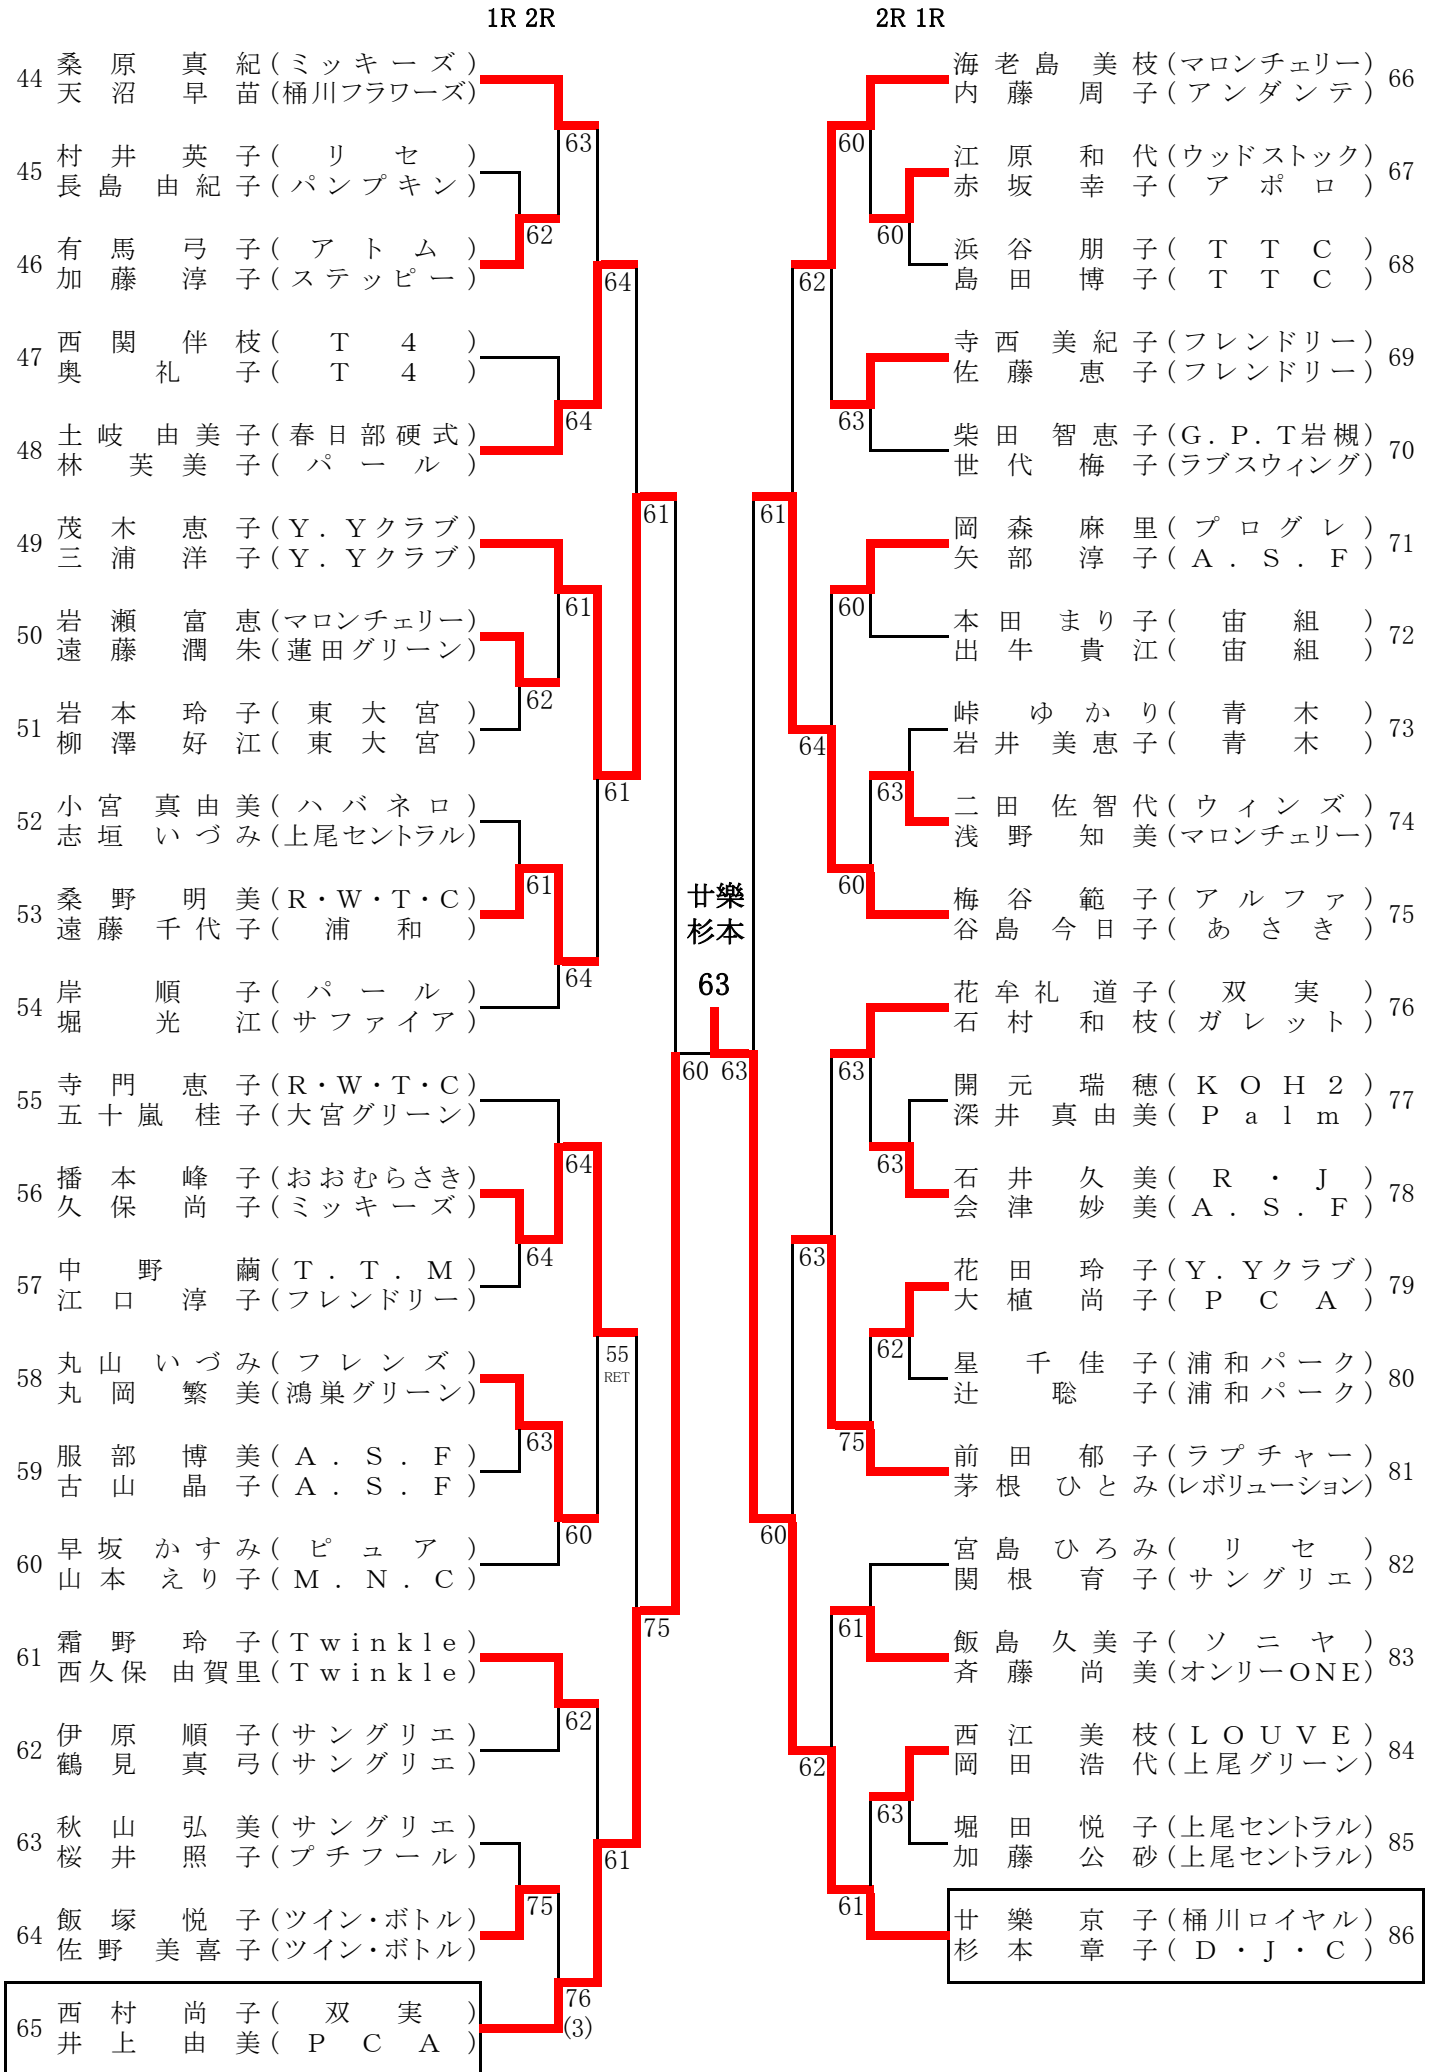 1R 2R
2R 1R
44 桑原 真紀(ミッキーズ)
天沼 早苗(桶川フラワーズ)
45 村井 英子(リセ)
長島 由紀子(パンプキン)
46 有馬 弓子(アトム)
加藤 淳子(ステッピー)
47 西関 伴枝(T4)
奥 礼子(T4)
48 土岐 由美子(春日部硬式)
林 芙美子(パール)
49 茂木 恵子(Y.Yクラブ)
三浦 洋子(Y.Yクラブ)
50 岩瀬 富恵(マロンチェリー)
遠藤 潤朱(蓮田グリーン)
51 岩本 玲子(東大宮)
柳澤 好江(東大宮)
52 小宮 真由美(ハバネロ)
志垣 いづみ(上尾セントラル)
53 桑野 明美(R・W・T・C)
遠藤 千代子(浦和)
54 岸 順子(パール)
堀 光江(サファイア)
55 寺門 恵子(R・W・T・C)
五十嵐 桂子(大宮グリーン)
56 播本 峰子(おおむらさき)
久保 尚子(ミッキーズ)
57 中野 繭(T.T.M)
江口 淳子(フレンドリー)
58 丸山 いづみ(フレンズ)
丸岡 繁美(鴻巣グリーン)
59 服部 博美(A.S.F)
古山 晶子(A.S.F)
60 早坂 かすみ(ピュア)
山本 えり子(M.N.C)
61 霜野 玲子(Twinkle)
西久保 由賀里(Twinkle)
62 伊原 順子(サングリエ)
鶴見 真弓(サングリエ)
63 秋山 弘美(サングリエ)
桜井 照子(プチフール)
64 飯塚 悦子(ツイン・ボトル)
佐野 美喜子(ツイン・ボトル)
65 西村 尚子(双実)
井上 由美(PCA)
63
62
64
64
61
61
62
61
61
64
64
64
55
RET
63
60
75
62
61
75
76
(3)
廿樂
杉本
63
60 63
海老島 美枝(マロンチェリー) 66
内藤 周子(アンダンテ)
江原 和代(ウッドストック) 67
赤坂 幸子(アポロ)
浜谷 朋子(TTC) 68
島田 博子(TTC)
寺西 美紀子(フレンドリー) 69
佐藤 恵子(フレンドリー)
柴田 智恵子(G.P.T岩槻) 70
世代 梅子(ラブスウィング)
岡森 麻里(プログレ) 71
矢部 淳子(A.S.F)
本田 まり子(宙組) 72
出牛 貴江(宙組)
峠 ゆかり(青木) 73
岩井 美恵子(青木)
二田 佐智代(ウィンズ) 74
浅野 知美(マロンチェリー)
梅谷 範子(アルファ) 75
谷島 今日子(あさき)
花牟礼 道子(双実) 76
石村 和枝(ガレット)
開元 瑞穂(KOH2) 77
深井 真由美(Palm)
石井 久美(R・J) 78
会津 妙美(A.S.F)
花田 玲子(Y.Yクラブ) 79
大植 尚子(PCA)
星 千佳子(浦和パーク) 80
辻 聡子(浦和パーク)
前田 郁子(ラプチャー) 81
茅根 ひとみ(レボリューション)
宮島 ひろみ(リセ) 82
関根 育子(サングリエ)
飯島 久美子(ソニヤ) 83
斉藤 尚美(オンリーONE)
西江 美枝(LOUVE) 84
岡田 浩代(上尾グリーン)
堀田 悦子(上尾セントラル) 85
加藤 公砂(上尾セントラル)
廿樂 京子(桶川ロイヤル) 86
杉本 章子(D・J・C)
60
60
62
63
61
60
64
63
60
63
63
63
62
75
60
61
62
63
61